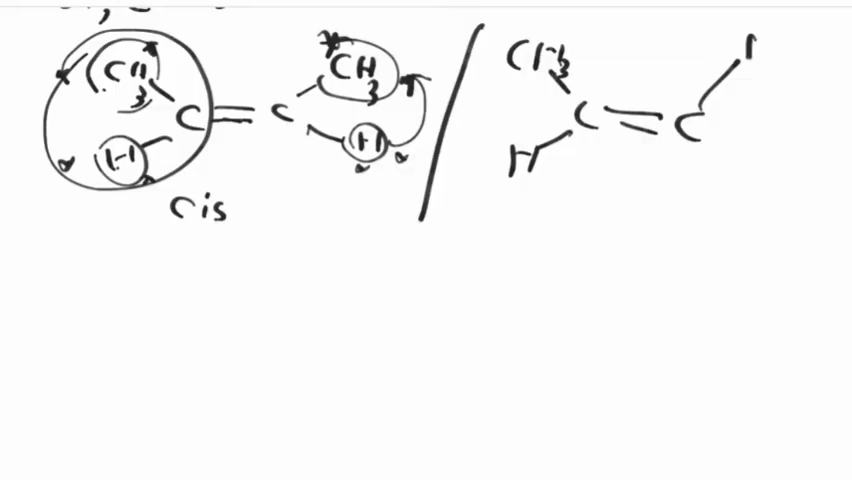 CH3 CH3 CH3
C = C C = C
H H H
Cis